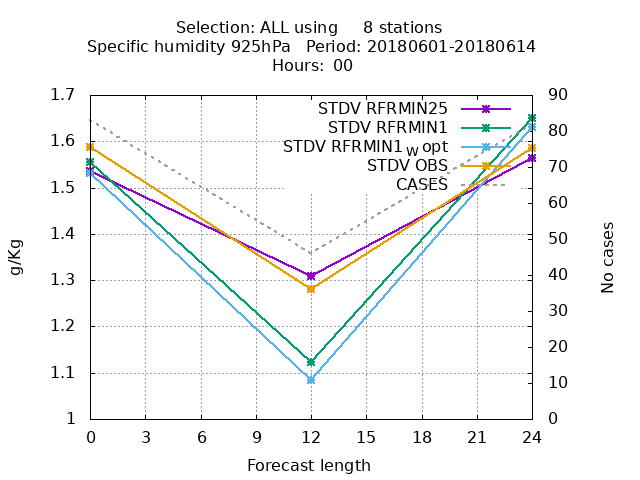 Selection: ALL using     8 stations
Specific humidity 925hPa   Period: 20180601-20180614
Hours:  00
STDV RFRMIN25
STDV RFRMIN1
STDV RFRMIN1_W opt
STDV OBS
CASES
1.7
1.6
1.5
1.4
1.3
1.2
1.1
1
g/Kg
90
80
70
60
50
40
30
20
10
0
No cases
0 3 6 9 12 15 18 21 24
Forecast length